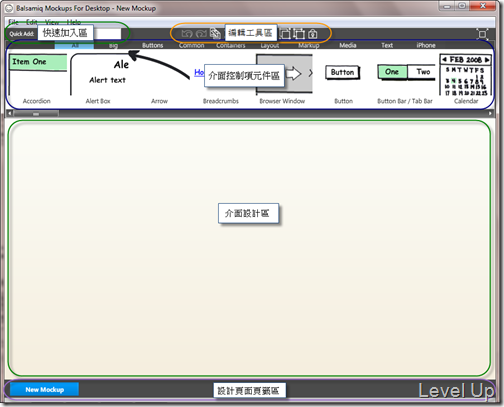 Balsamiq Mockups For Desktop - New Mockup
File Edit View Help
Quick Add:
快速加入區
編輯工具區
All Big Buttons Common Containers Layout Markup Media Text iPhone
Item One
Ale
Alert text
Ho
介面控制項元件區
Button
One Two
FEB 2008
S M T W T F S
Accordion Alert Box Arrow Breadcrumbs Browser Window Button Button Bar / Tab Bar Calendar
介面設計區
New Mockup
設計頁面頁籤區
Level Up